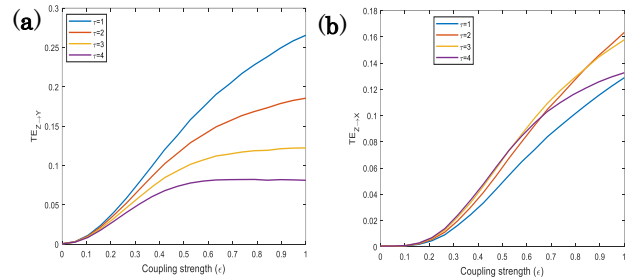 (a)
τ=1
τ=2
τ=3
τ=4
TE Z→Y
0.3
0.25
0.2
0.15
0.1
0.05
0
0 0.1 0.2 0.3 0.4 0.5 0.6 0.7 0.8 0.9 1
Coupling strength (ϵ)
(b)
τ=1
τ=2
τ=3
τ=4
TE Z→X
0.18
0.16
0.14
0.12
0.1
0.08
0.06
0.04
0.02
0
0 0.1 0.2 0.3 0.4 0.5 0.6 0.7 0.8 0.9 1
Coupling strength (ϵ)